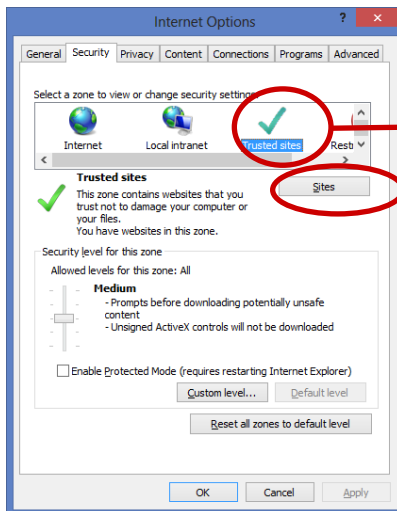 Internet Options
?
General Security Privacy Content Connections Programs Advanced
Select a zone to view or change security settings
Internet Local intranet Trusted sites Restr
Trusted sites
Sites
This zone contains websites that you
trust not to damage your computer or
your files.
You have websites in this zone.
Security level for this zone
Allowed levels for this zone: All
Medium
- Prompts before downloading potentially unsafe
content
- Unsigned ActiveX controls will not be downloaded
Enable Protected Mode (requires restarting Internet Explorer)
Custom level... Default level
Reset all zones to default level
OK Cancel Apply